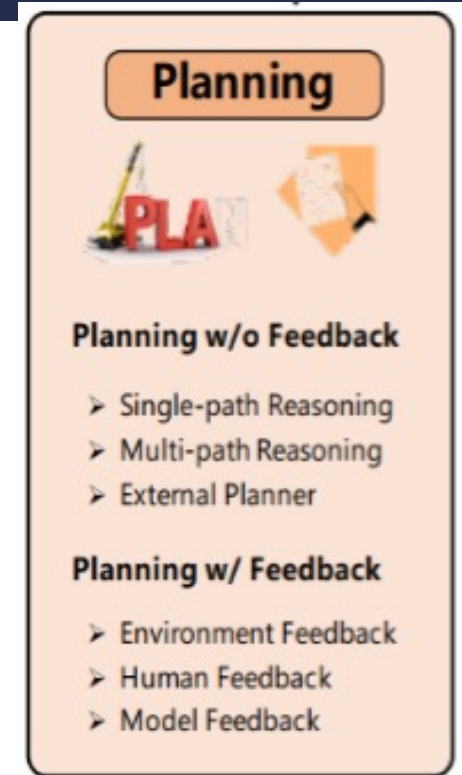 Planning
PLAN
Planning w/o Feedback
➢ Single-path Reasoning
➢ Multi-path Reasoning
➢ External Planner
Planning w/ Feedback
➢ Environment Feedback
➢ Human Feedback
➢ Model Feedback